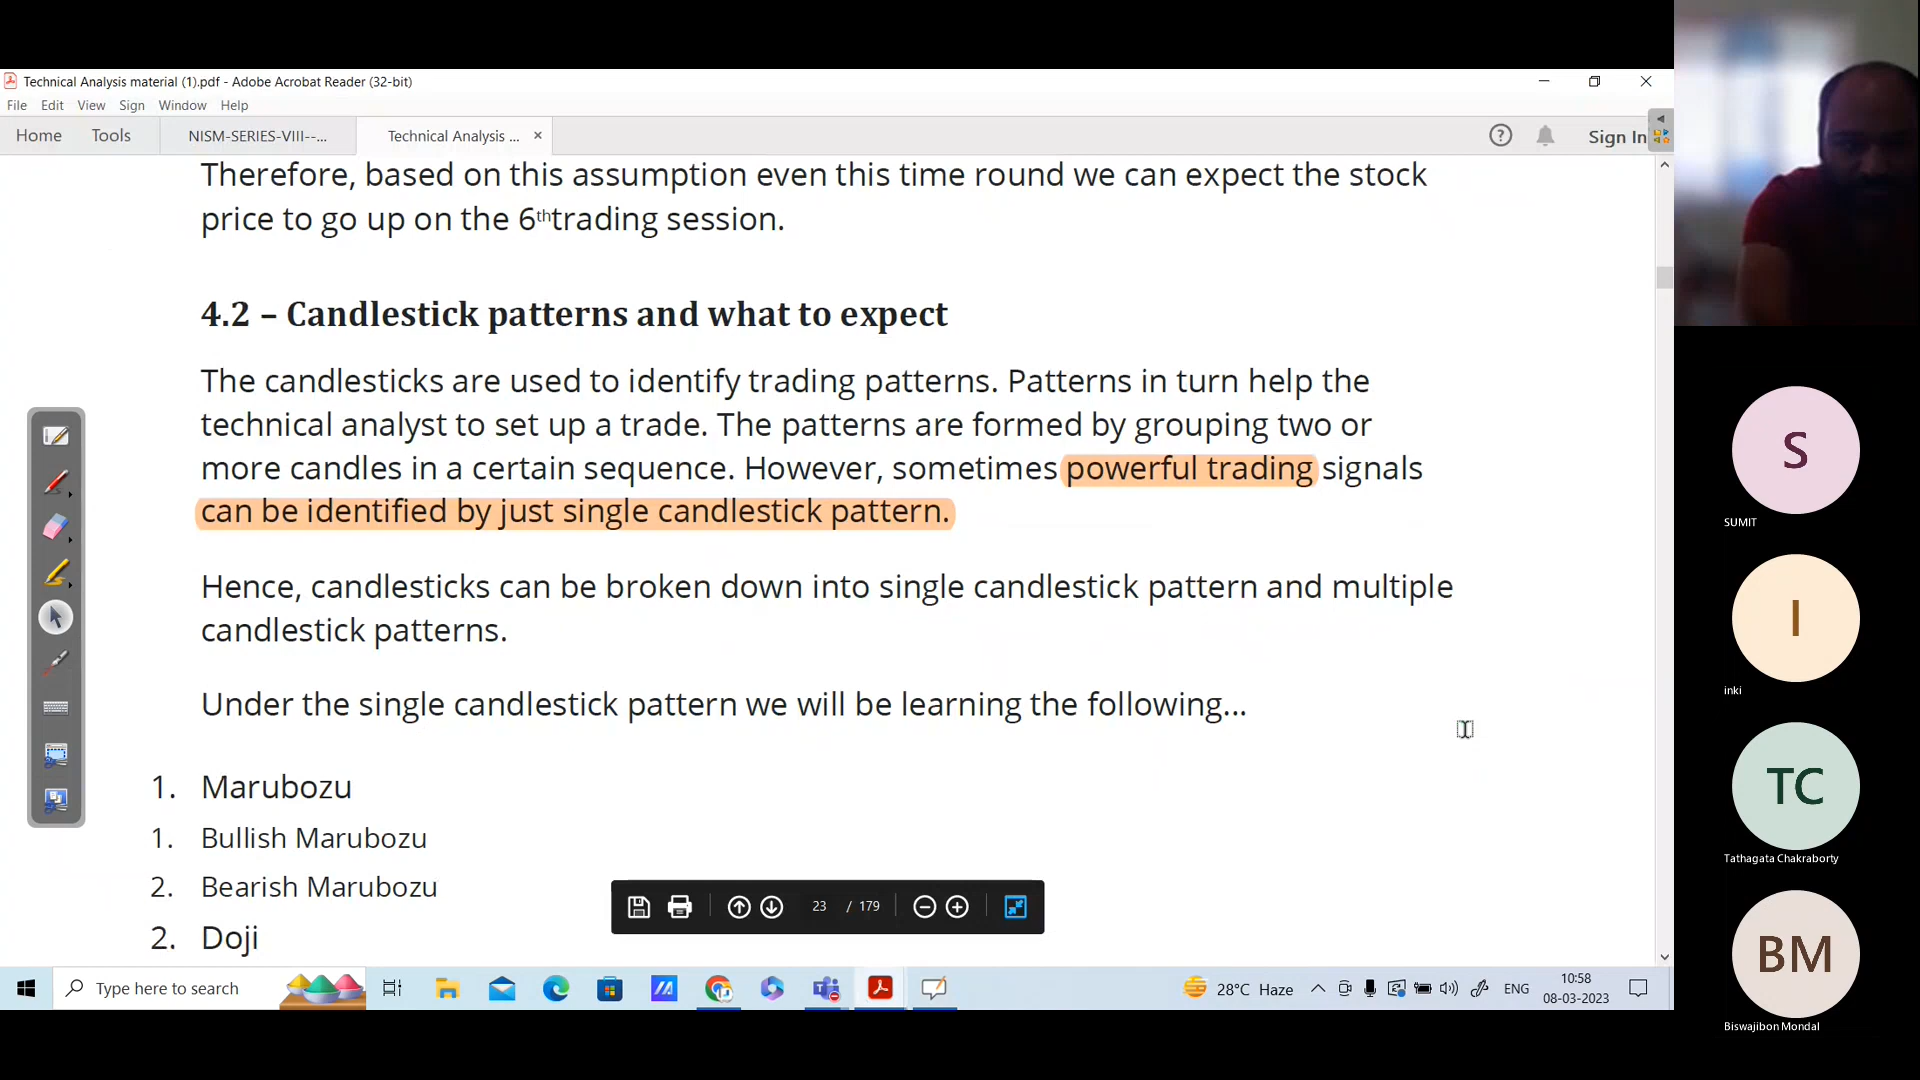 Technical Analysis material (1).pdf - Adobe Acrobat Reader (32-bit)
File Edit View Sign Window Help
Home Tools NISM-SERIES-VIII--... Technical Analysis ... × ? Sign In
Therefore, based on this assumption even this time round we can expect the stock
price to go up on the 6thtrading session.
4.2 – Candlestick patterns and what to expect
The candlesticks are used to identify trading patterns. Patterns in turn help the
technical analyst to set up a trade. The patterns are formed by grouping two or
more candles in a certain sequence. However, sometimes powerful trading signals
can be identified by just single candlestick pattern.
Hence, candlesticks can be broken down into single candlestick pattern and multiple
candlestick patterns.
Under the single candlestick pattern we will be learning the following...
1. Marubozu
1. Bullish Marubozu
2. Bearish Marubozu
2. Doji
23 / 179
Type here to search
28°C Haze
ENG
10:58
08-03-2023
S
SUMIT
I
inki
TC
Tathagata Chakraborty
BM
Biswajibon Mondal